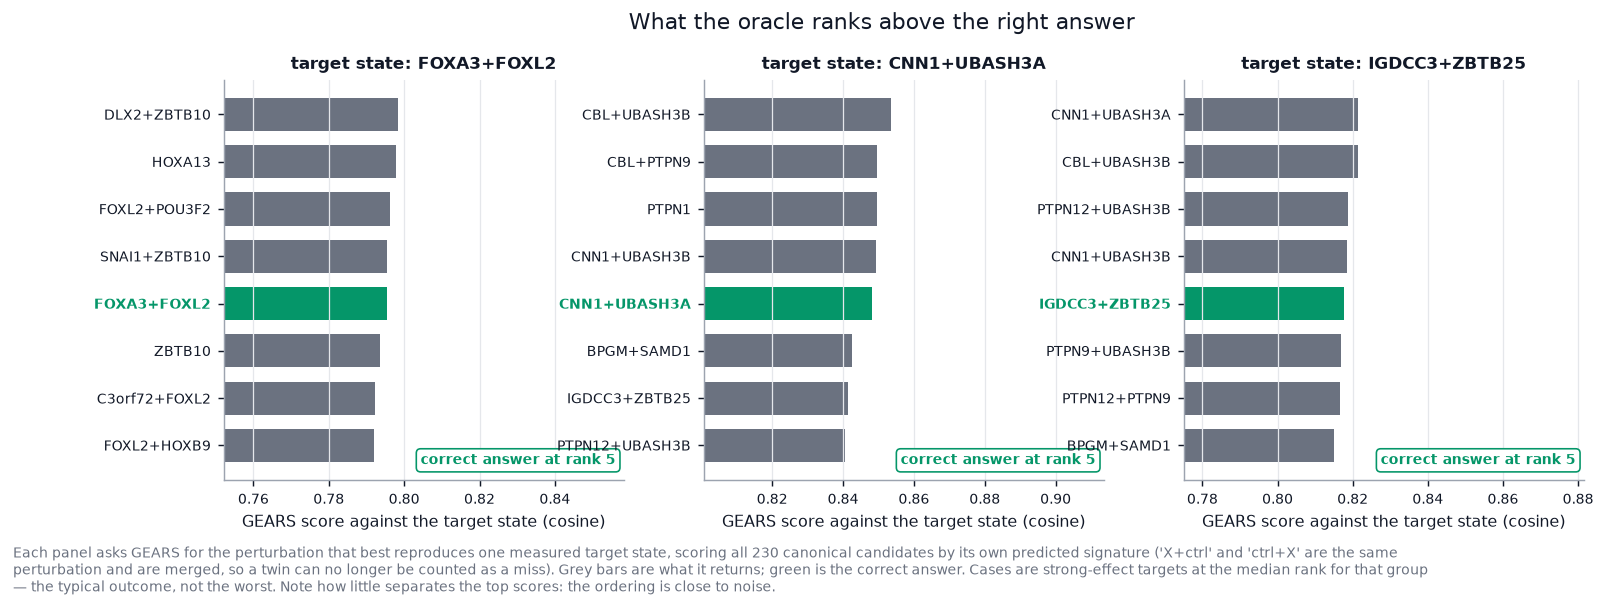 What the oracle ranks above the right answer
target state: FOXA3+FOXL2
DLX2+ZBTB10
HOXA13
FOXL2+POU3F2
SNAI1+ZBTB10
FOXA3+FOXL2
ZBTB10
C3orf72+FOXL2
FOXL2+HOXB9
correct answer at rank 5
0.76 0.78 0.80 0.82 0.84
GEARS score against the target state (cosine)
target state: CNN1+UBASH3A
CBL+UBASH3B
CBL+PTPN9
PTPN1
CNN1+UBASH3B
CNN1+UBASH3A
BPGM+SAMD1
IGDCC3+ZBTB25
PTPN12+UBASH3B
correct answer at rank 5
0.82 0.84 0.86 0.88 0.90
GEARS score against the target state (cosine)
target state: IGDCC3+ZBTB25
CNN1+UBASH3A
CBL+UBASH3B
PTPN12+UBASH3B
CNN1+UBASH3B
IGDCC3+ZBTB25
PTPN9+UBASH3B
PTPN12+PTPN9
BPGM+SAMD1
correct answer at rank 5
0.78 0.80 0.82 0.84 0.86 0.88
GEARS score against the target state (cosine)
Each panel asks GEARS for the perturbation that best reproduces one measured target state, scoring all 230 canonical candidates by its own predicted signature ('X+ctrl' and 'ctrl+X' are the same
perturbation and are merged, so a twin can no longer be counted as a miss). Grey bars are what it returns; green is the correct answer. Cases are strong-effect targets at the median rank for that group
— the typical outcome, not the worst. Note how little separates the top scores: the ordering is close to noise.